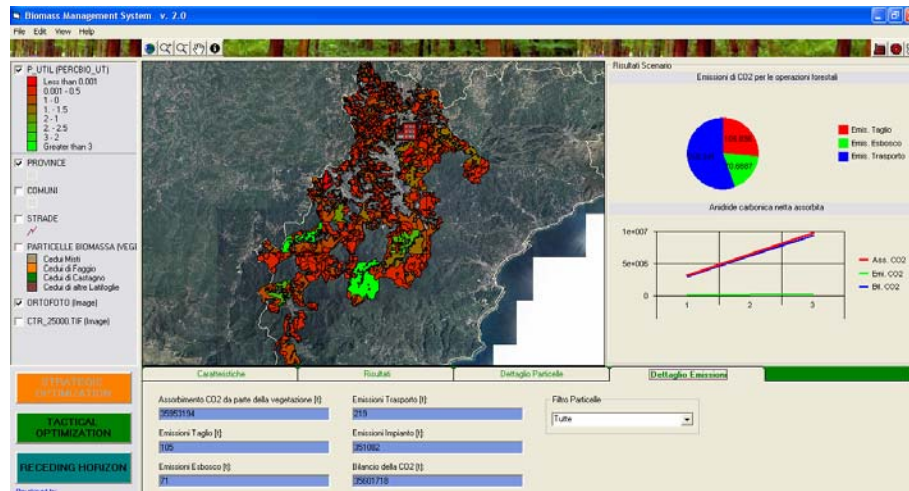 Biomass Management System v. 2.0
File Edit View Help
P_UTIL (PERCBIO_UT)
Less than 0.001
0.001 - 0.5
1 - 0
1. - 1.5
2 - 1
2. - 2.5
3 - 2
Greater than 3
PROVINCE
COMUNI
STRADE
PARTICELLE BIOMASSA (VEGE
Cedui Misti
Cedui di Faggio
Cedui di Castagno
Cedui di altre Latifoglie
ORTOFOTO (Image)
CTR_25000.TIF (Image)
STRATEGIC
OPTIMIZATION
TACTICAL
OPTIMIZATION
RECEDING HORIZON
Risultati Scenario
Emissioni di CO2 per le operazioni forestali
Emis. Taglio
Emis. Esbosco
Emis. Trasporto
Anidride carbonica netta assorbita
1e+007
5e+006
0
1 2 3
Ass. CO2
Emi. CO2
Bil. CO2
Caratteristiche
Risultati
Dettaglio Particelle
Dettaglio Emissioni
Assorbimento CO2 da parte della vegetazione [t]:
35953194
Emissioni Taglio [t]:
105
Emissioni Esbosco [t]:
71
Emissioni Trasporto [t]:
219
Emissioni Impianto [t]:
351082
Bilancio della CO2 [t]:
35601718
Filtro Particelle
Tutte